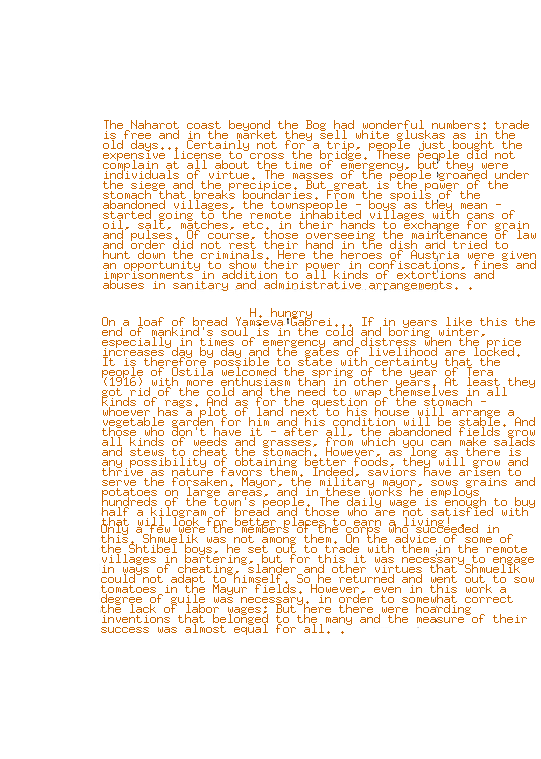 The Naharot coast beyond the Bog had wonderful numbers; trade
is free and in the market they sell white gluskas as in the
old days... Certainly not for a trip, people just bought the
expensive license to cross the bridge. These people did not
complain at all about the time of emergency, but they were
individuals of virtue. The masses of the people groaned under
the siege and the precipice. But great is the power of the
stomach that breaks boundaries. From the spoils of the
abandoned villages, the townspeople - boys as they mean -
started going to the remote inhabited villages with cans of
oil, salt, matches, etc. in their hands to exchange for grain
and pulses. Of course, those overseeing the maintenance of law
and order did not rest their hand in the dish and tried to
hunt down the criminals. Here the heroes of Austria were given
an opportunity to show their power in confiscations, fines and
imprisonments in addition to all kinds of extortions and
abuses in sanitary and administrative arrangements. .
H. hungry
On a loaf of bread Yamseva Gabrei... If in years like this the
end of mankind's soul is in the cold and boring winter,
especially in times of emergency and distress when the price
increases day by day and the gates of livelihood are locked.
It is therefore possible to state with certainty that the
people of Ostila welcomed the spring of the year of Tera
(1916) with more enthusiasm than in other years. At least they
got rid of the cold and the need to wrap themselves in all
kinds of rags. And as for the question of the stomach -
whoever has a plot of land next to his house will arrange a
vegetable garden for him and his condition will be stable. And
those who don't have it - after all, the abandoned fields grow
all kinds of weeds and grasses, from which you can make salads
and stews to cheat the stomach. However, as long as there is
any possibility of obtaining better foods, they will grow and
thrive as nature favors them. Indeed, saviors have arisen to
serve the forsaken. Mayor, the military mayor, sows grains and
potatoes on large areas, and in these works he employs
hundreds of the town's people. The daily wage is enough to buy
half a kilogram of bread and those who are not satisfied with
that will look for better places to earn a living!
Only a few were the members of the corps who succeeded in
this. Shmuelik was not among them. On the advice of some of
the Shtibel boys, he set out to trade with them in the remote
villages in bartering, but for this it was necessary to engage
in ways of cheating, slander and other virtues that Shmuelik
could not adapt to himself. So he returned and went out to sow
tomatoes in the Mayur fields. However, even in this work a
degree of guile was necessary, in order to somewhat correct
the lack of labor wages; But here there were hoarding
inventions that belonged to the many and the measure of their
success was almost equal for all. .